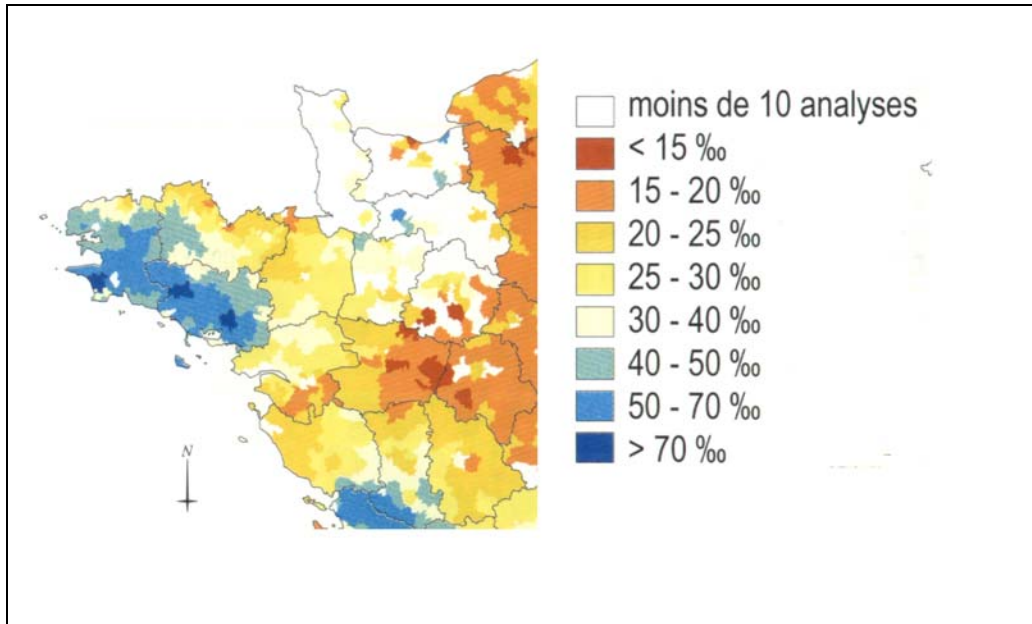 moins de 10 analyses
< 15 ‰
15 - 20 ‰
20 - 25 ‰
25 - 30 ‰
30 - 40 ‰
40 - 50 ‰
50 - 70 ‰
> 70 ‰
N